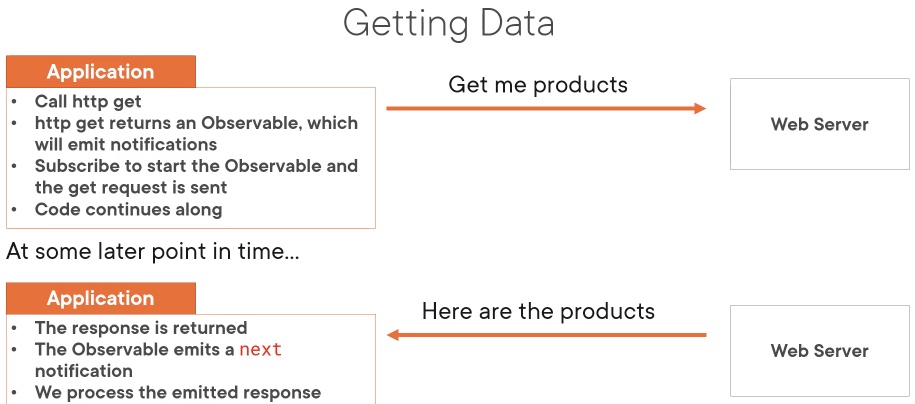 Getting Data
Application
• Call http get
• http get returns an Observable, which
will emit notifications
• Subscribe to start the Observable and
the get request is sent
• Code continues along
Get me products
Web Server
At some later point in time...
Application
• The response is returned
• The Observable emits a next
notification
• We process the emitted response
Here are the products
Web Server